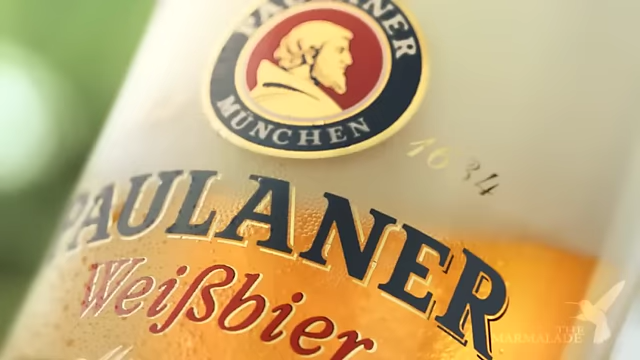 PAULANER
MÜNCHEN
1634
PAULANER
Weißbier
THE
MARMALADE